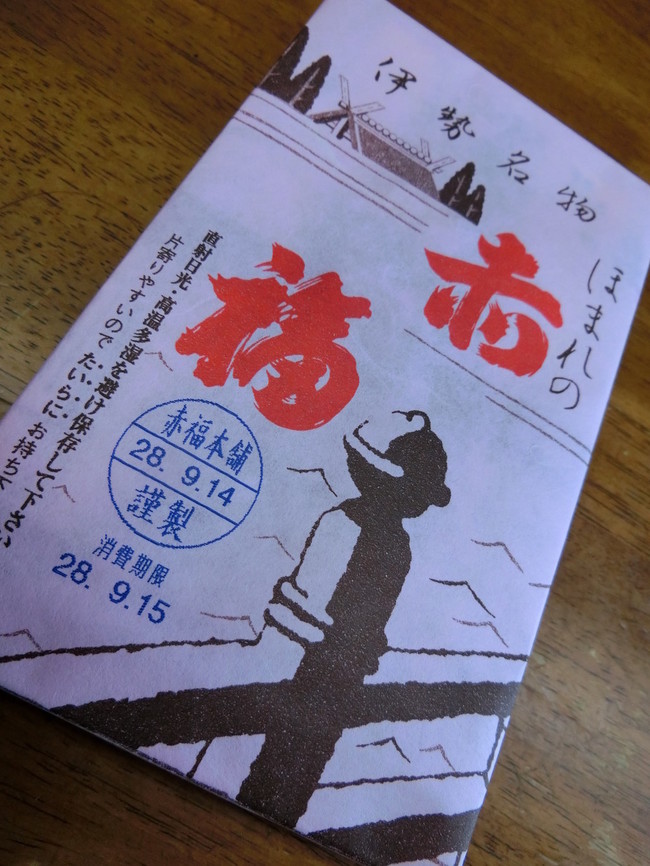 伊勢名物
ほまれの
赤福
直射日光・高温多湿を避け保存して下さい
片寄りやすいので、たいらにお持ち下
赤福本舗
28.9.14
謹製
消費期限
28.9.15